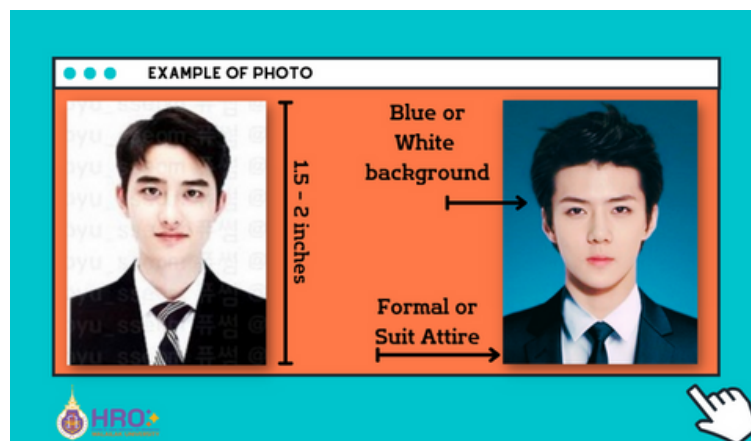 EXAMPLE OF PHOTO
1.5 - 2 inches
Blue or
White
background
Formal or
Suit Attire
HRO